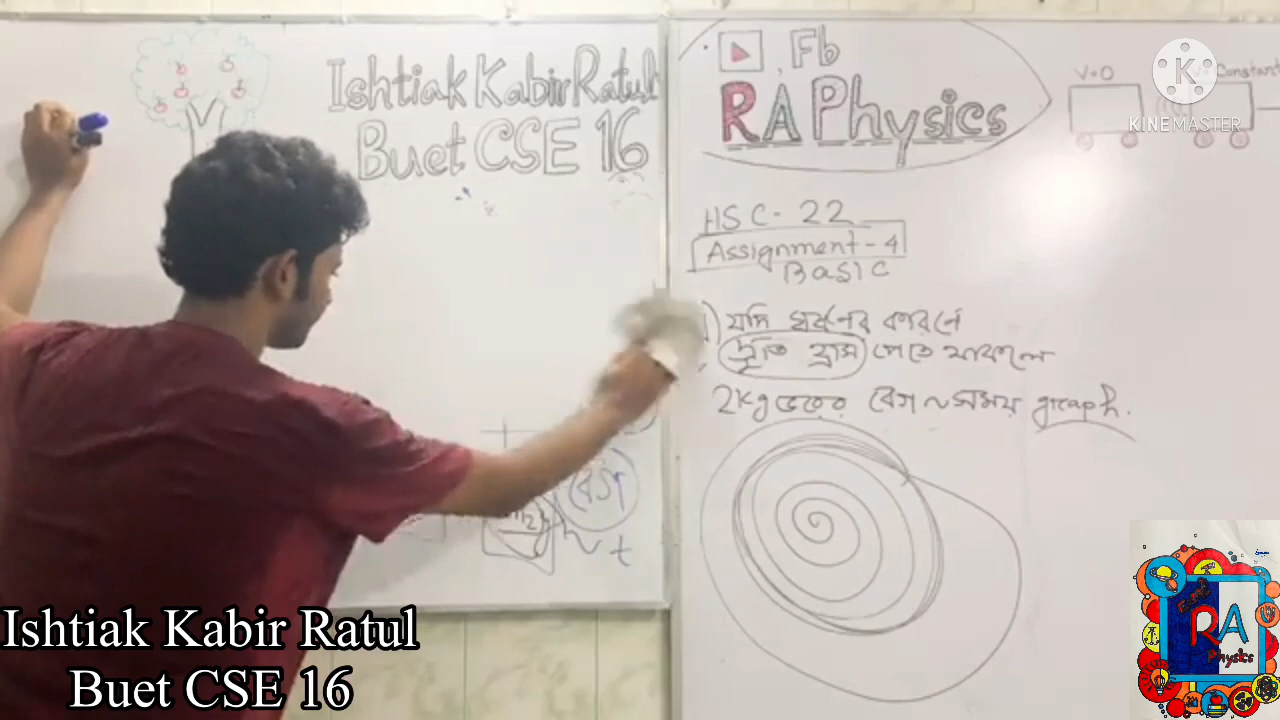 Ishtiak Kabir Ratul
Buet CSE 16
Fb
RA Physics
V=0
Constant
KINEMASTER
HSC-22
Assignment-4
BASIC
যদি ঘর্ষণের কারণে
দ্রুতি হ্রাস পেতে থাকলে
2Kg ভরের বেগ ~ সময় graph.
বেগ
~ t
Ishtiak Kabir Ratul
Buet CSE 16
RA
Physics